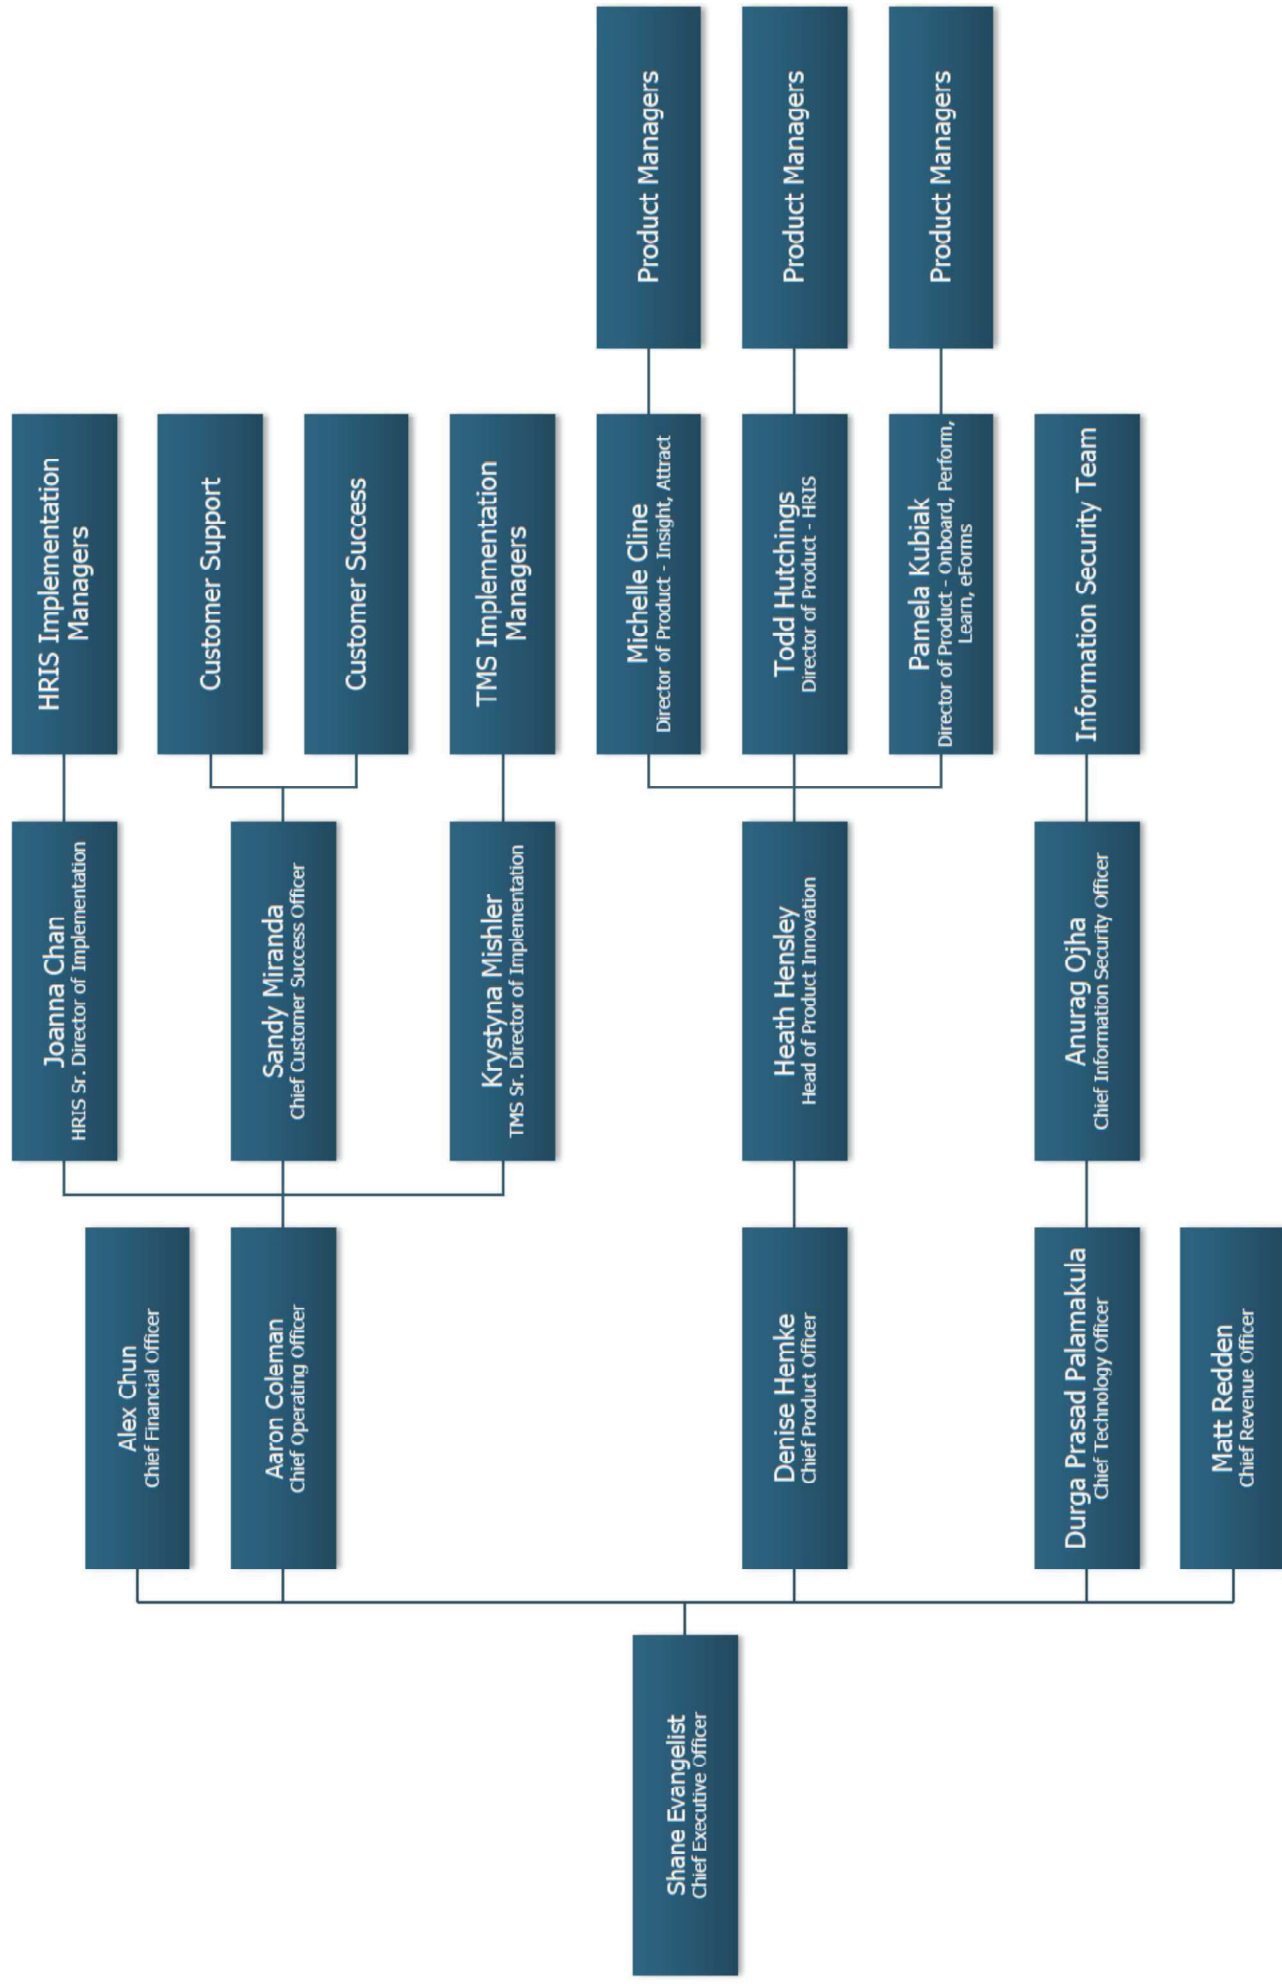 Shane Evangelist
Chief Executive Officer
Alex Chun
Chief Financial Officer
Aaron Coleman
Chief Operating Officer
Denise Hemke
Chief Product Officer
Durga Prasad Palamakula
Chief Technology Officer
Matt Redden
Chief Revenue Officer
Joanna Chan
HRIS Sr. Director of Implementation
Sandy Miranda
Chief Customer Success Officer
Krystyna Mishler
TMS Sr. Director of Implementation
Heath Hensley
Head of Product Innovation
Anurag Ojha
Chief Information Security Officer
HRIS Implementation
Managers
Customer Support
Customer Success
TMS Implementation
Managers
Michelle Cline
Director of Product - Insight, Attract
Todd Hutchings
Director of Product - HRIS
Pamela Kubiak
Director of Product - Onboard, Perform,
Learn, eForms
Information Security Team
Product Managers
Product Managers
Product Managers